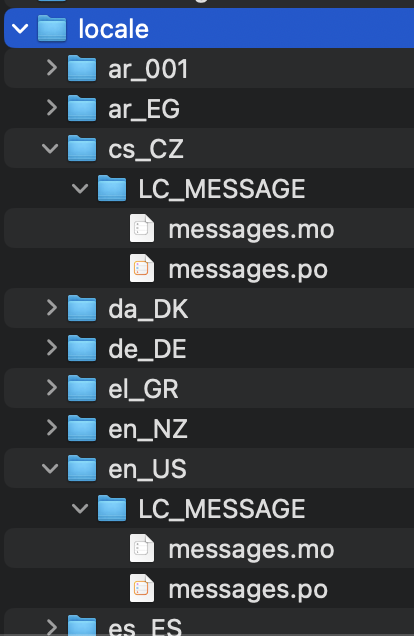 locale
ar_001
ar_EG
cs_CZ
LC_MESSAGE
messages.mo
messages.po
da_DK
de_DE
el_GR
en_NZ
en_US
LC_MESSAGE
messages.mo
messages.po
es_ES